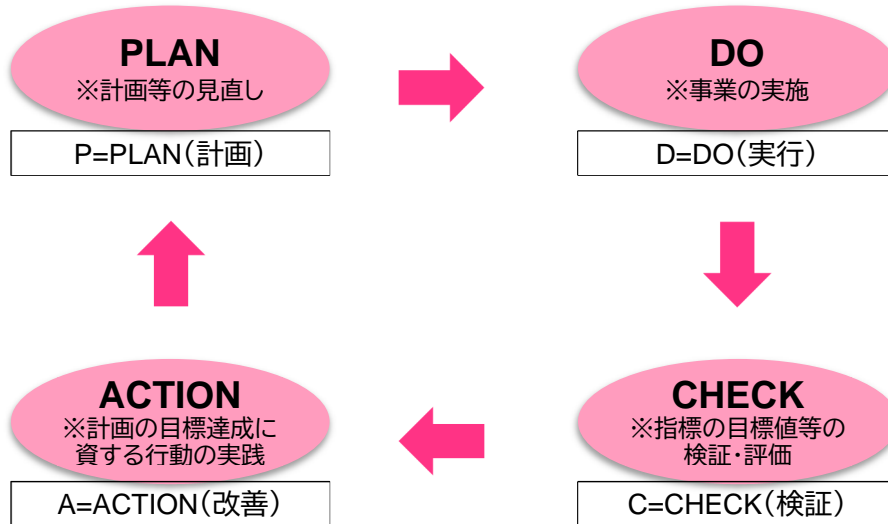 PLAN
※計画等の見直し
P=PLAN(計画)
DO
※事業の実施
D=DO(実行)
ACTION
※計画の目標達成に
資する行動の実践
A=ACTION(改善)
CHECK
※指標の目標値等の
検証・評価
C=CHECK(検証)